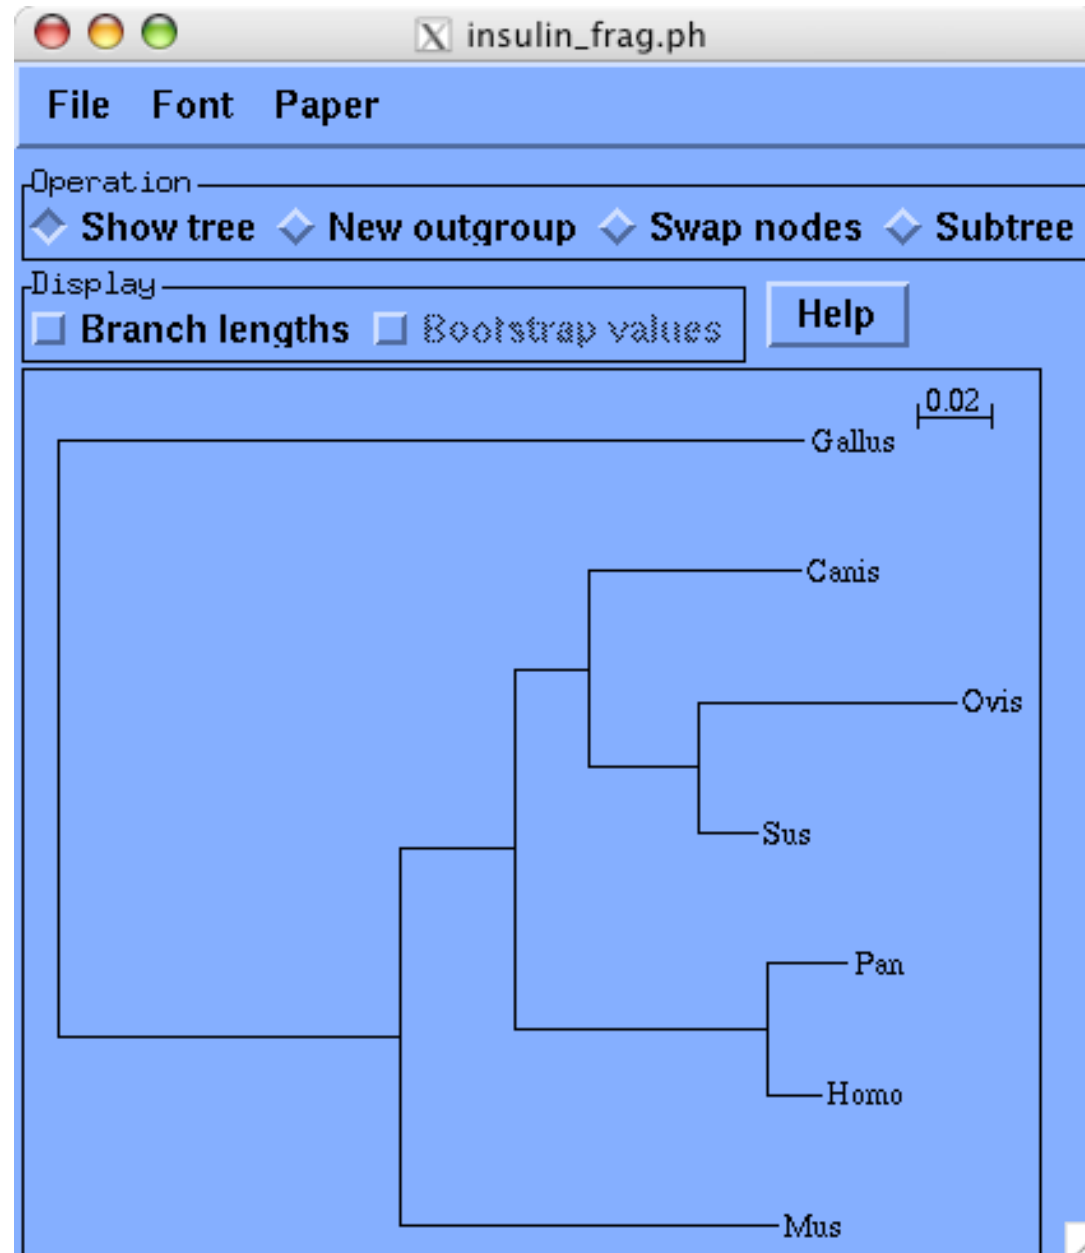 insulin_frag.ph
File Font Paper
Operation
Show tree New outgroup Swap nodes Subtree
Display
Branch lengths Bootstrap values Help
0.02
Gallus
Canis
Ovis
Sus
Pan
Homo
Mus